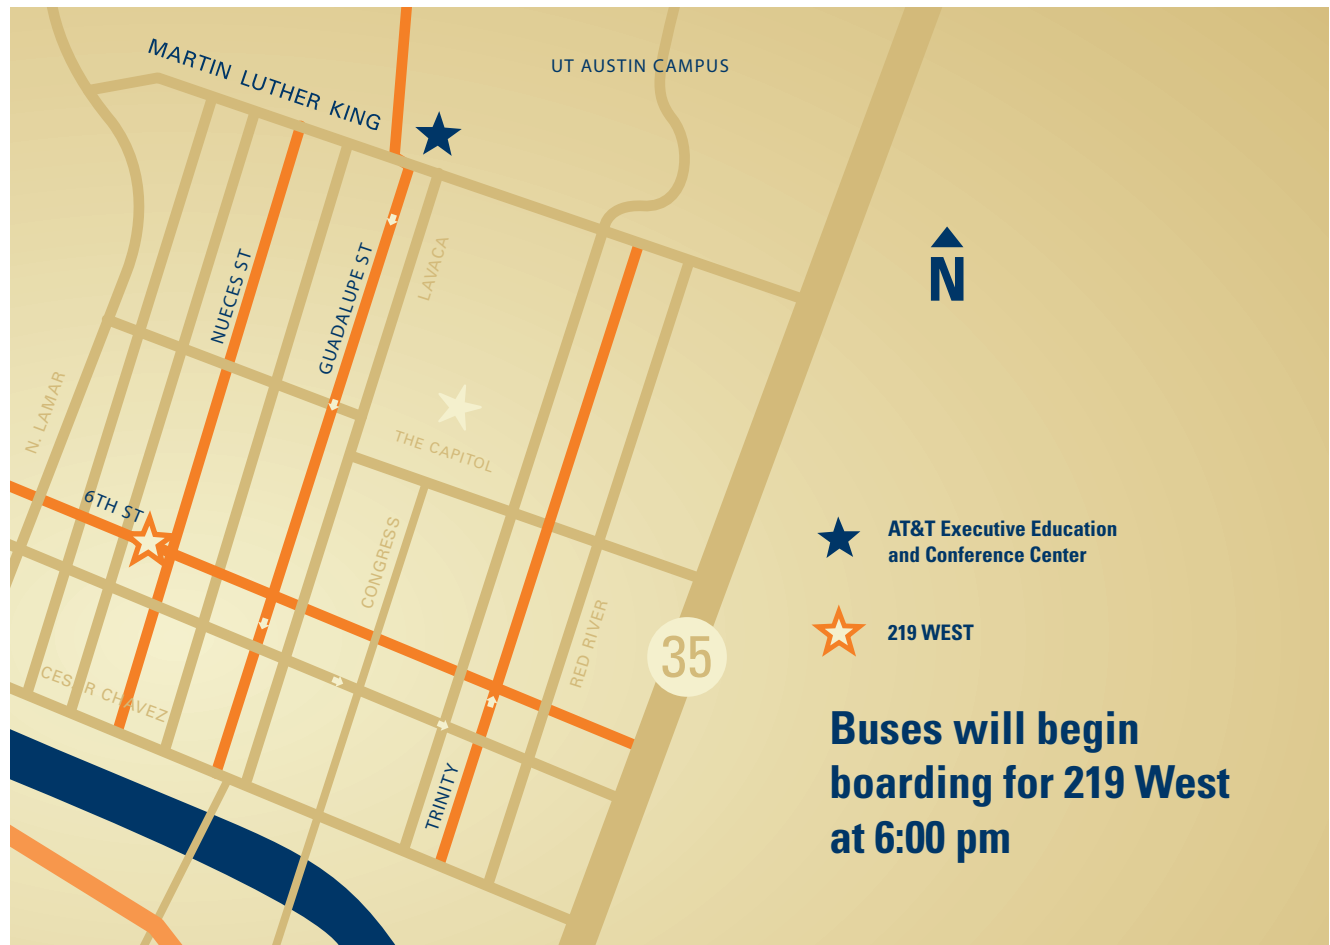 MARTIN LUTHER KING
UT AUSTIN CAMPUS
NUECES ST
GUADALUPE ST
LAVACA
N
N. LAMAR
THE CAPITOL
6TH ST
CONGRESS
RED RIVER
35
CESAR CHAVEZ
TRINITY
AT&T Executive Education
and Conference Center
219 WEST
Buses will begin
boarding for 219 West
at 6:00 pm